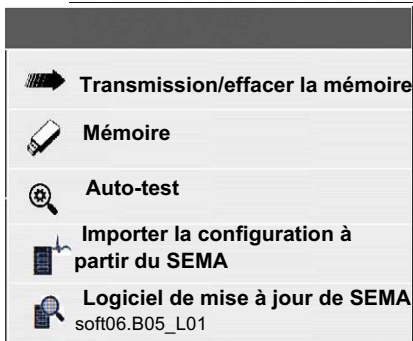 Transmission/effacer la mémoire
Mémoire
Auto-test
Importer la configuration à
partir du SEMA
Logiciel de mise à jour de SEMA
soft06.B05_L01